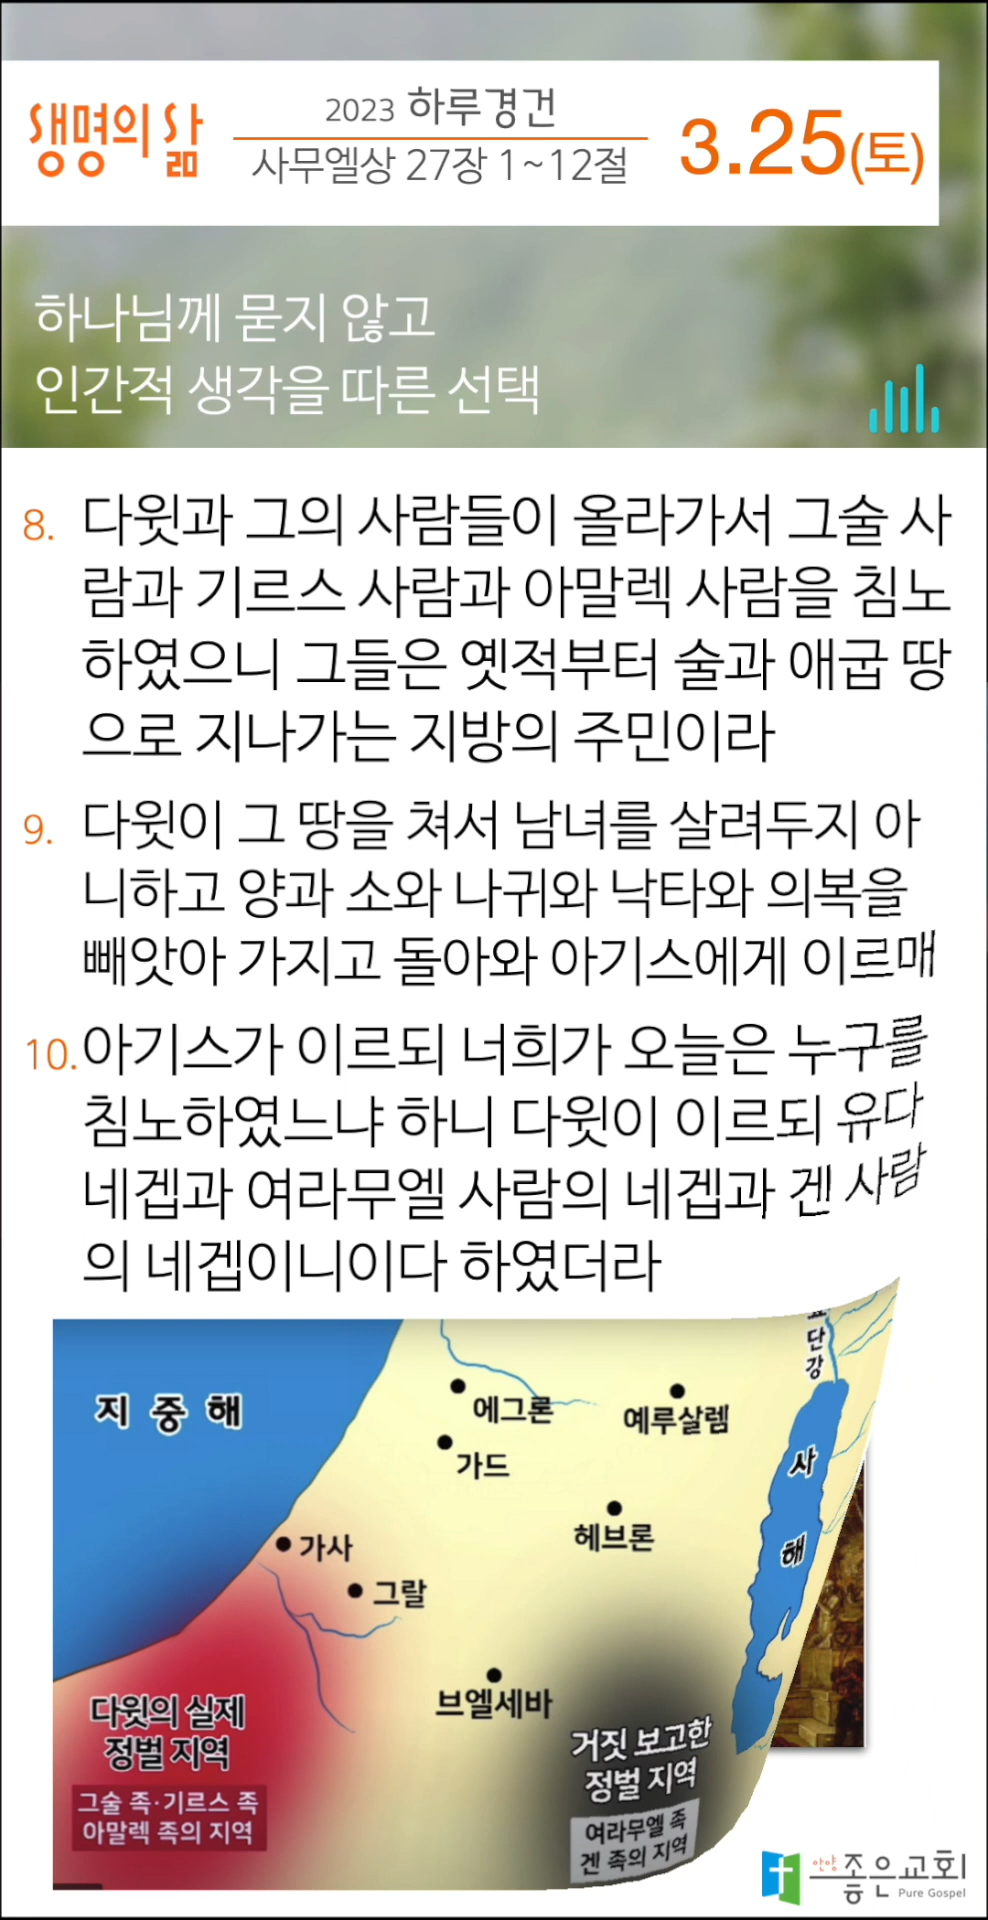 생명의 삶
2023 하루경건
사무엘상 27장 1~12절
3.25(토)
하나님께 묻지 않고
인간적 생각을 따른 선택
8. 다윗과 그의 사람들이 올라가서 그술 사
람과 기르스 사람과 아말렉 사람을 침노
하였으니 그들은 옛적부터 술과 애굽 땅
으로 지나가는 지방의 주민이라
9. 다윗이 그 땅을 쳐서 남녀를 살려두지 아
니하고 양과 소와 나귀와 낙타와 의복을
빼앗아 가지고 돌아와 아기스에게 이르매
10. 아기스가 이르되 너희가 오늘은 누구를
침노하였느냐 하니 다윗이 이르되 유다
네겝과 여라무엘 사람의 네겝과 겐 사람
의 네겝이니이다 하였더라
요단강
지중해
에그론
예루살렘
가드
사해
헤브론
가사
그랄
브엘세바
다윗의 실제
정벌 지역
그술 족·기르스 족
아말렉 족의 지역
거짓 보고한
정벌 지역
여라무엘 족
겐 족의 지역
안양 좋은교회
Pure Gospel